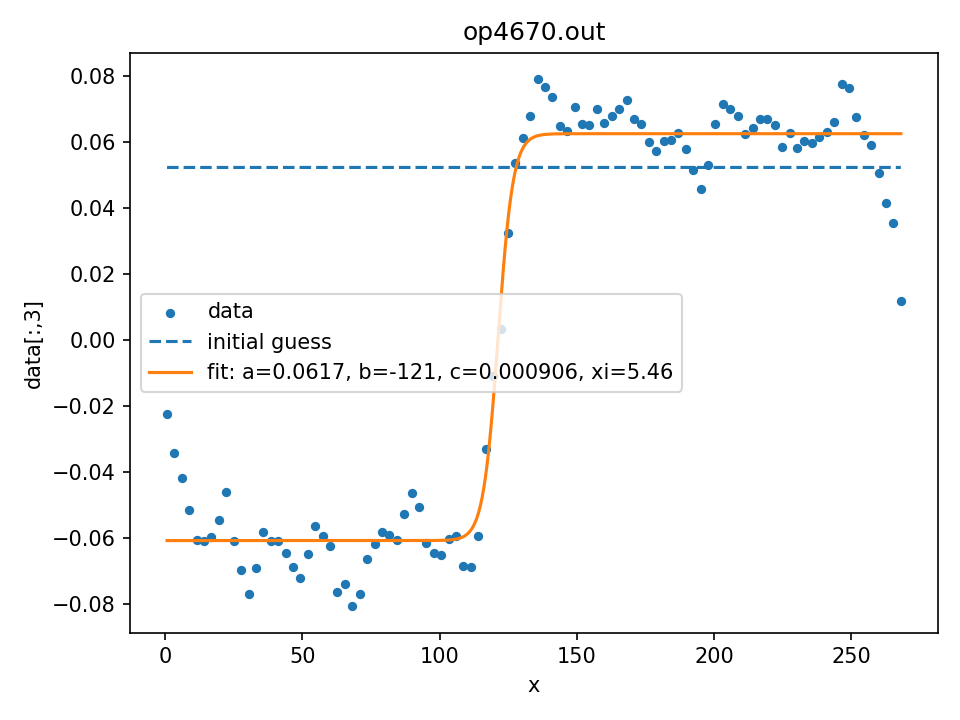 op4670.out
data[:,3]
0.08
0.06
0.04
0.02
0.00
−0.02
−0.04
−0.06
−0.08
data
initial guess
fit: a=0.0617, b=-121, c=0.000906, xi=5.46
0 50 100 150 200 250
x